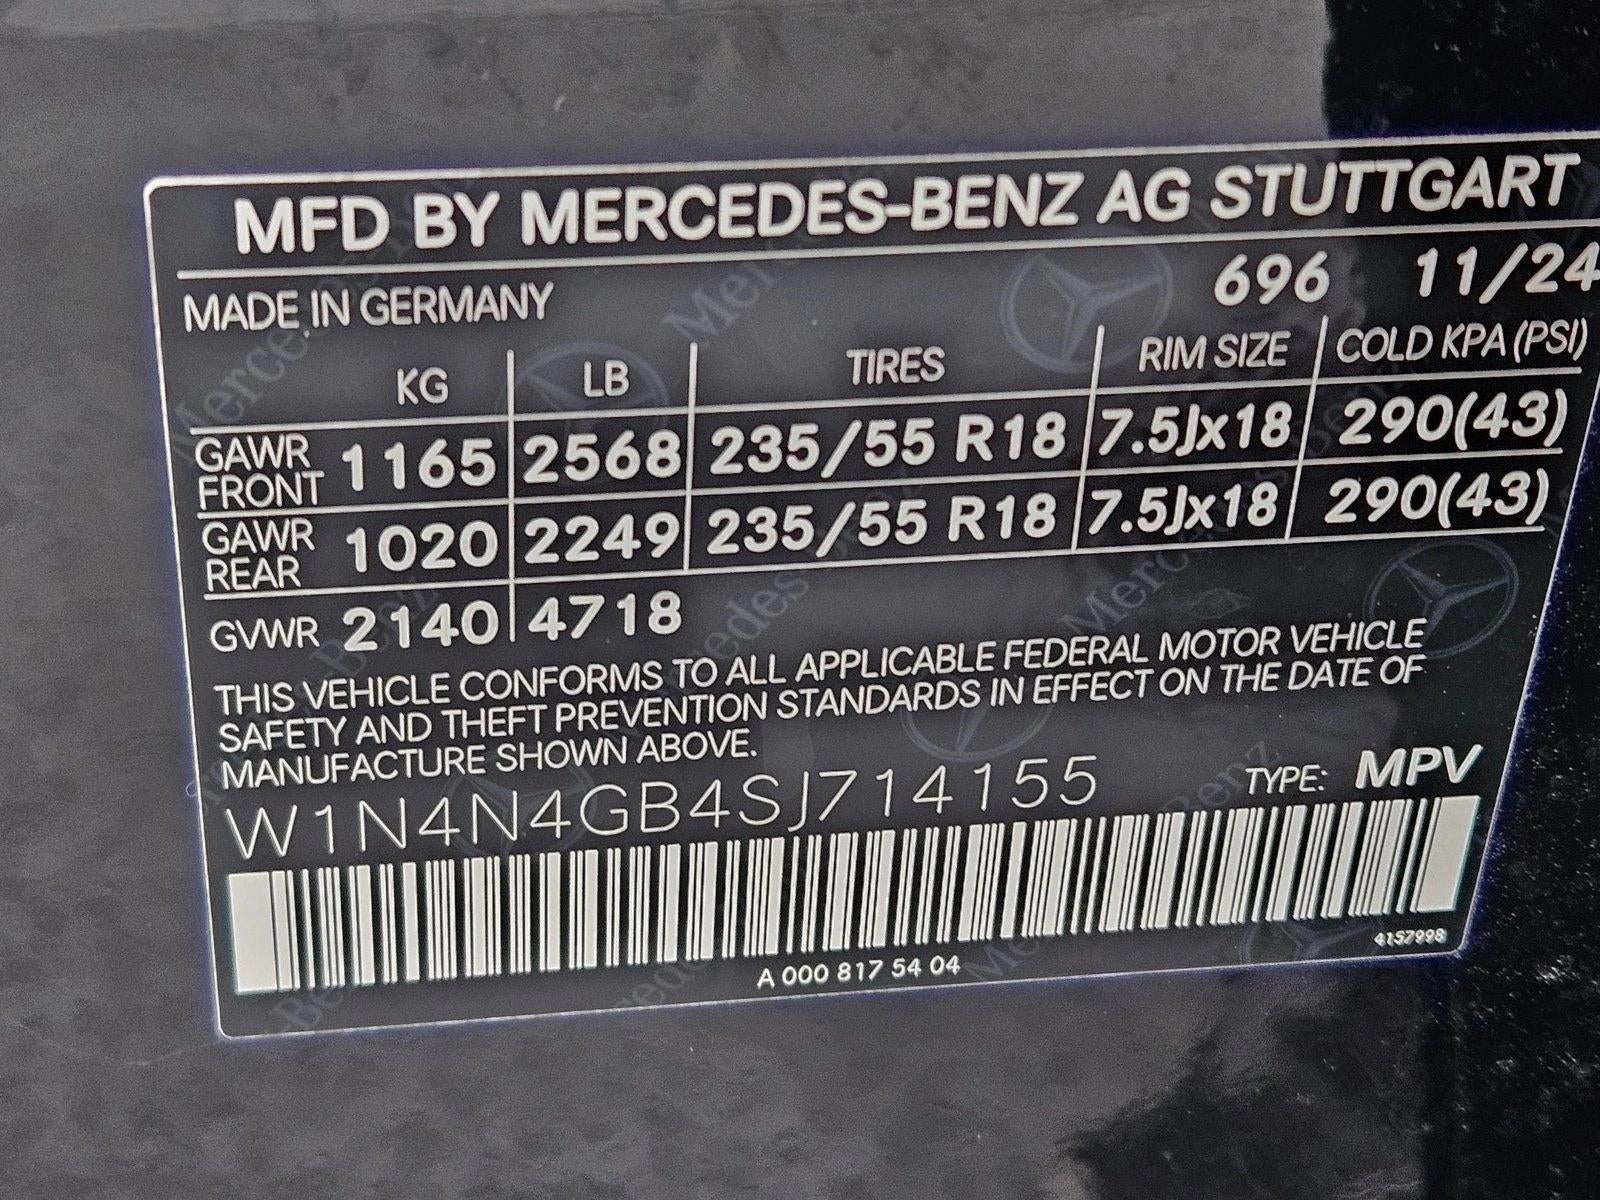 MFD BY MERCEDES-BENZ AG STUTTGART
MADE IN GERMANY 696 11/24
KG LB TIRES RIM SIZE COLD KPA (PSI)
GAWR FRONT 1165 2568 235/55 R18 7.5Jx18 290(43)
GAWR REAR 1020 2249 235/55 R18 7.5Jx18 290(43)
GVWR 2140 4718
THIS VEHICLE CONFORMS TO ALL APPLICABLE FEDERAL MOTOR VEHICLE
SAFETY AND THEFT PREVENTION STANDARDS IN EFFECT ON THE DATE OF
MANUFACTURE SHOWN ABOVE.
W1N4N4GB4SJ714155 TYPE: MPV
A 000 817 54 04 4157998